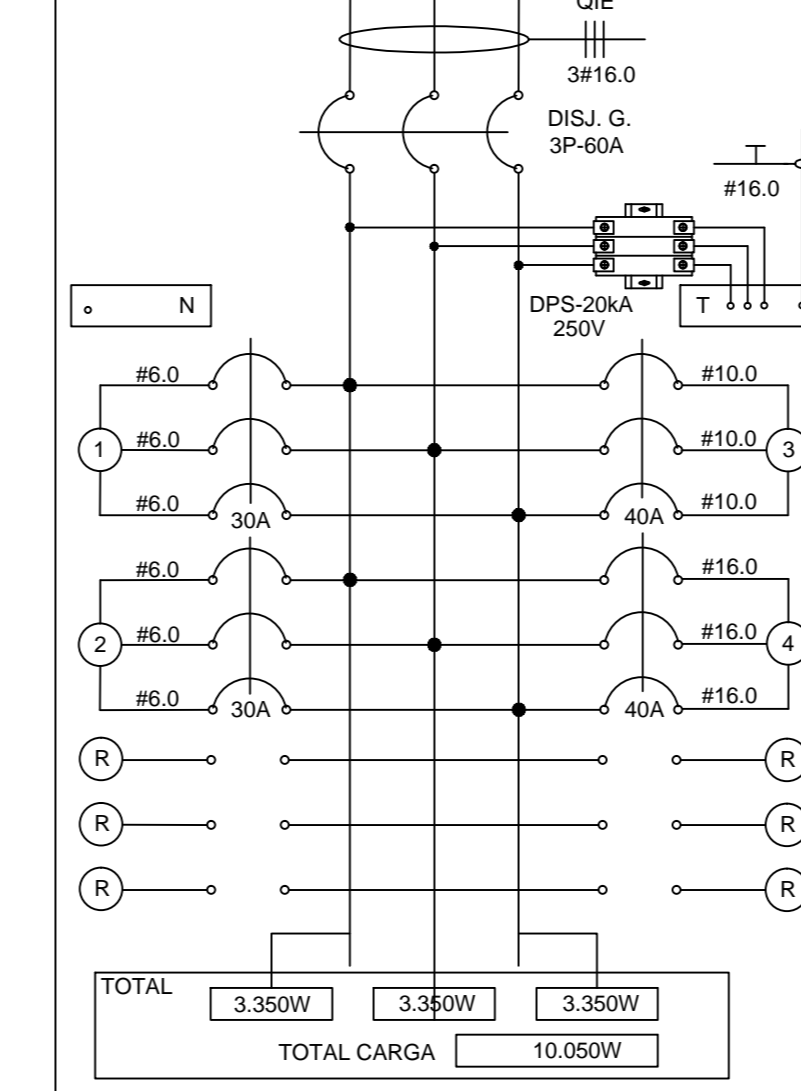 QIE
3#16.0
DISJ. G.
3P-60A
#16.0
DPS-20kA
250V
N
T
#6.0
#10.0
1
#6.0
#10.0
3
#6.0
30A
40A
#10.0
#6.0
#16.0
2
#6.0
#16.0
4
#6.0
30A
40A
#16.0
R
R
R
R
R
R
TOTAL
3.350W
3.350W
3.350W
TOTAL CARGA
10.050W